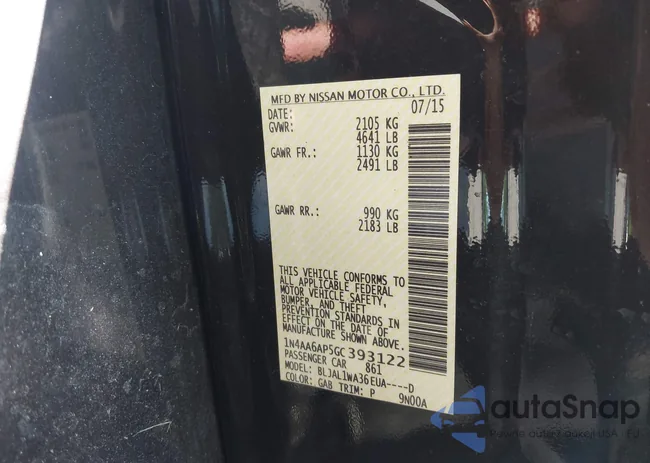 MFD BY NISSAN MOTOR CO., LTD.
DATE: 07/15
GVWR: 2105 KG
4641 LB
GAWR FR.: 1130 KG
2491 LB
GAWR RR.: 990 KG
2183 LB
THIS VEHICLE CONFORMS TO
ALL APPLICABLE FEDERAL
MOTOR VEHICLE SAFETY,
BUMPER, AND THEFT
PREVENTION STANDARDS IN
EFFECT ON THE DATE OF
MANUFACTURE SHOWN ABOVE.
1N4AA6AP5GC393122
PASSENGER CAR 861
MODEL: BLJAL1WA36EUA----D
COLOR: GAB TRIM: P 9N00A
autaSnap